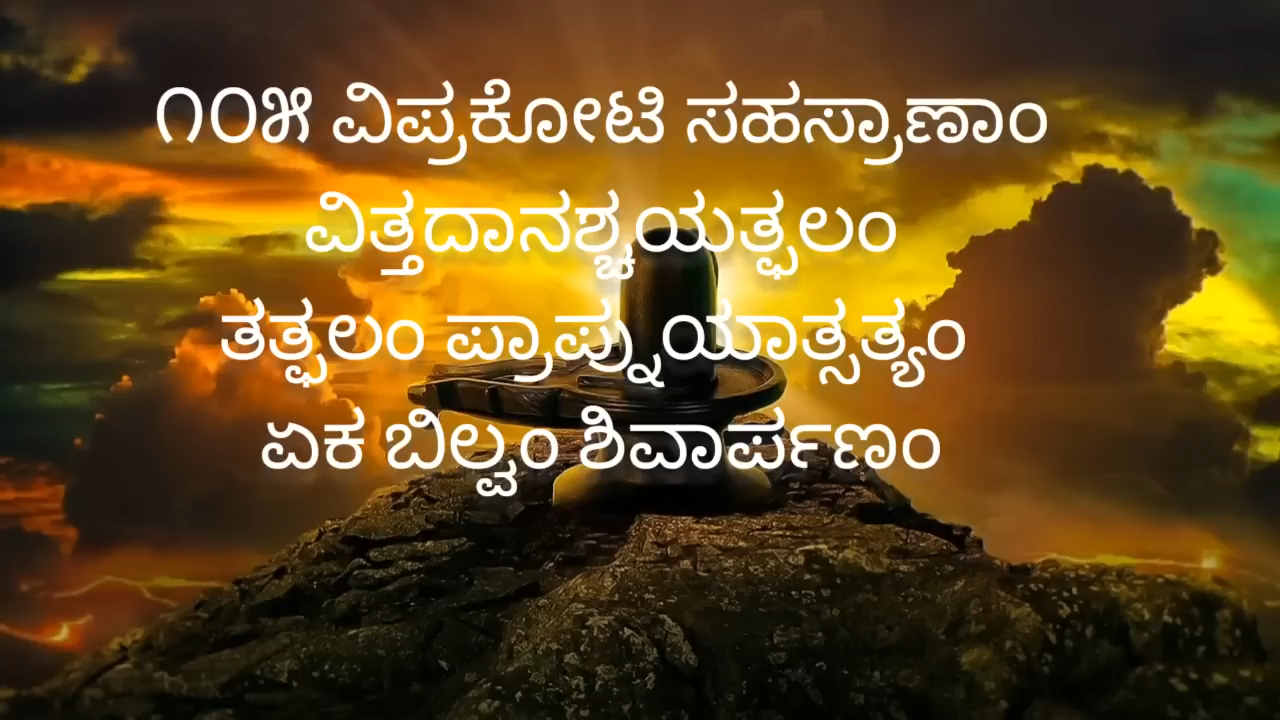 ೧೦೫ ವಿಪ್ರಕೋಟಿ ಸಹಸ್ರಾಣಾಂ
ವಿತ್ತದಾನಶ್ಚಯತ್ಫಲಂ
ತತ್ಫಲಂ ಪ್ರಾಪ್ನುಯಾತ್ಸತ್ಯಂ
ಏಕ ಬಿಲ್ವಂ ಶಿವಾರ್ಪಣಂ